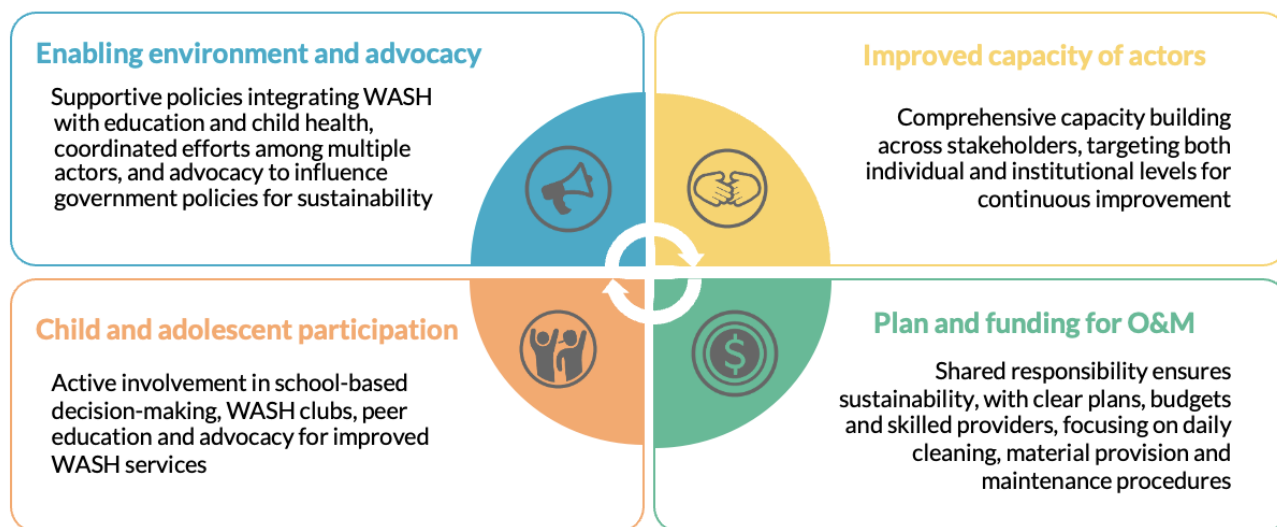 Enabling environment and advocacy
Supportive policies integrating WASH
with education and child health,
coordinated efforts among multiple
actors, and advocacy to influence
government policies for sustainability
Improved capacity of actors
Comprehensive capacity building
across stakeholders, targeting both
individual and institutional levels for
continuous improvement
Child and adolescent participation
Active involvement in school-based
decision-making, WASH clubs, peer
education and advocacy for improved
WASH services
Plan and funding for O&M
Shared responsibility ensures
sustainability, with clear plans, budgets
and skilled providers, focusing on daily
cleaning, material provision and
maintenance procedures
$